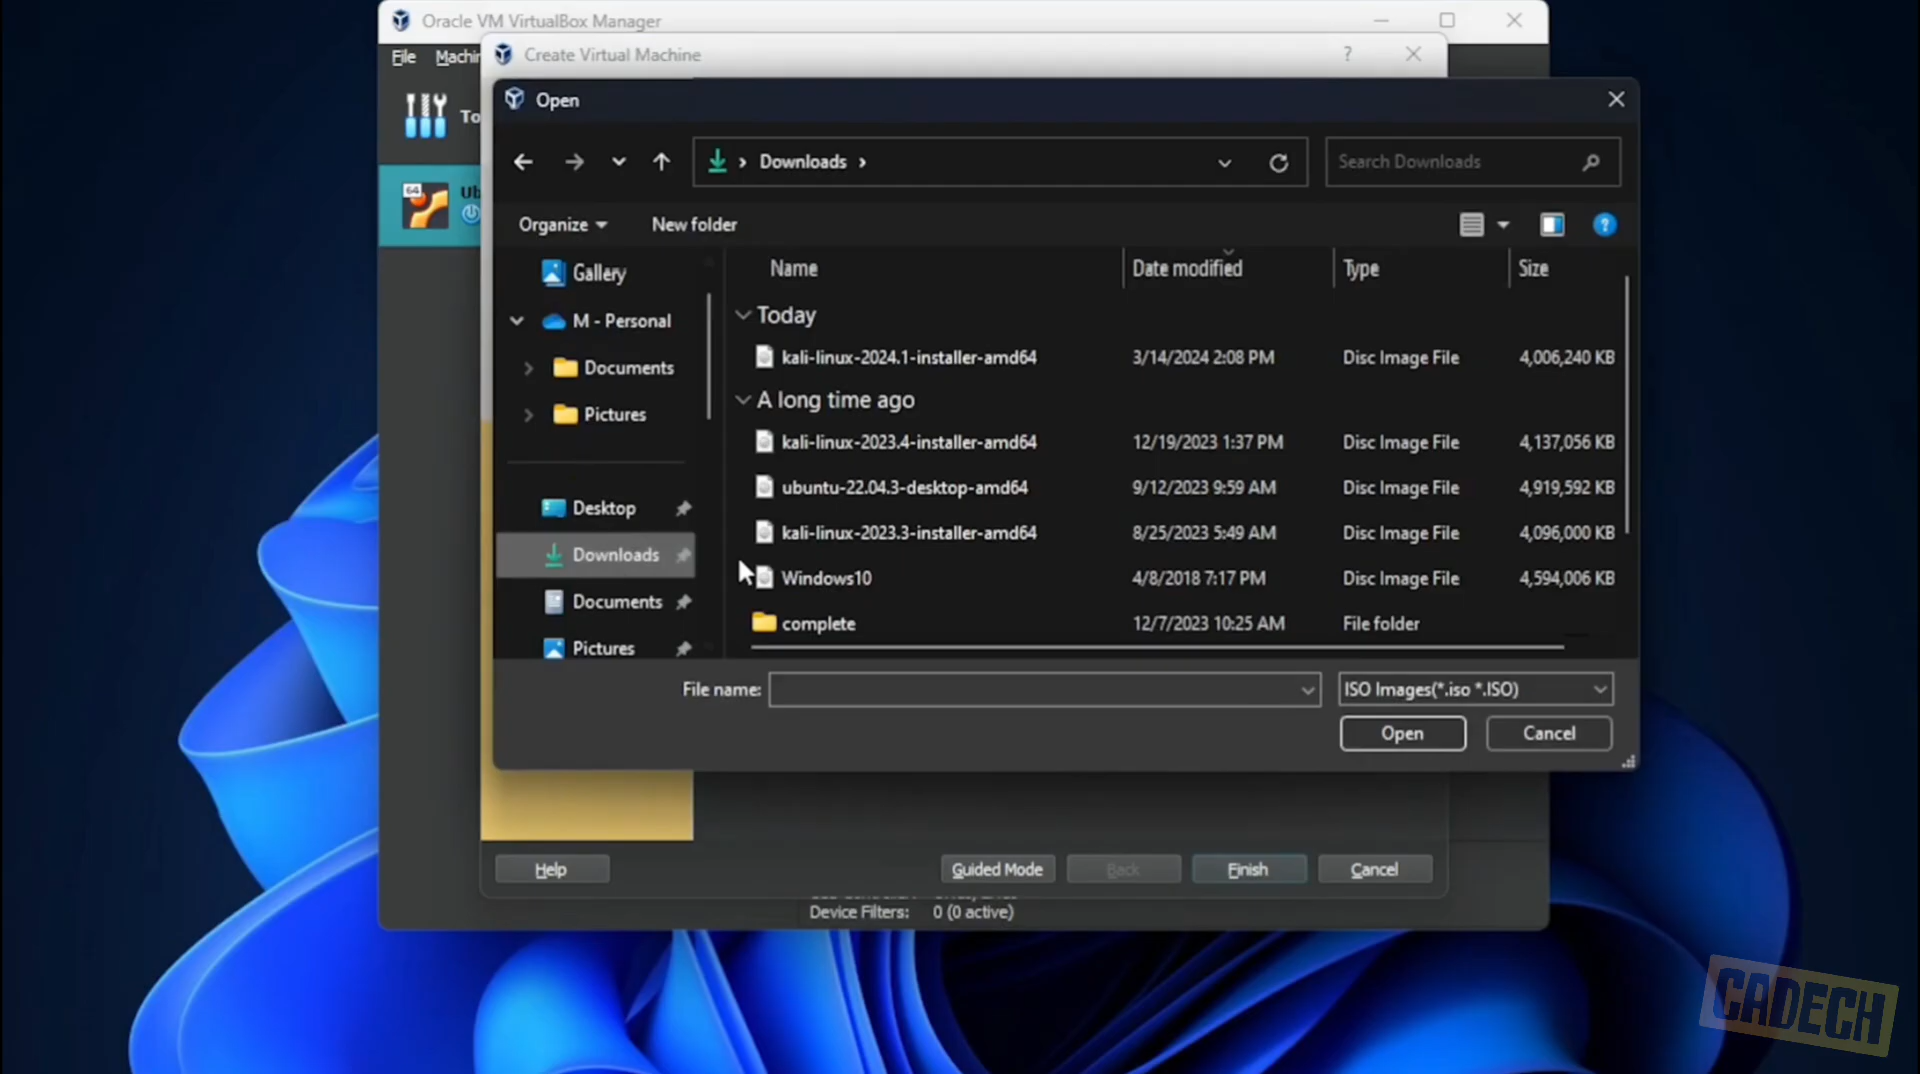 Oracle VM VirtualBox Manager
File
Create Virtual Machine
?
Open
64
Downloads
Search Downloads
Organize
New folder
?
Name
Date modified
Type
Size
Gallery
M - Personal
Documents
Pictures
Desktop
Downloads
Documents
Pictures
Today
kali-linux-2024.1-installer-amd64
3/14/2024 2:08 PM
Disc Image File
4,006,240 KB
A long time ago
kali-linux-2023.4-installer-amd64
12/19/2023 1:37 PM
Disc Image File
4,137,056 KB
ubuntu-22.04.3-desktop-amd64
9/12/2023 9:59 AM
Disc Image File
4,919,592 KB
kali-linux-2023.3-installer-amd64
8/25/2023 5:49 AM
Disc Image File
4,096,000 KB
Windows10
4/8/2018 7:17 PM
Disc Image File
4,594,006 KB
complete
12/7/2023 10:25 AM
File folder
File name:
ISO Images(*.iso *.ISO)
Open
Cancel
Help
Guided Mode
Back
Finish
Cancel
Device Filters: 0 (0 active)
CADECH